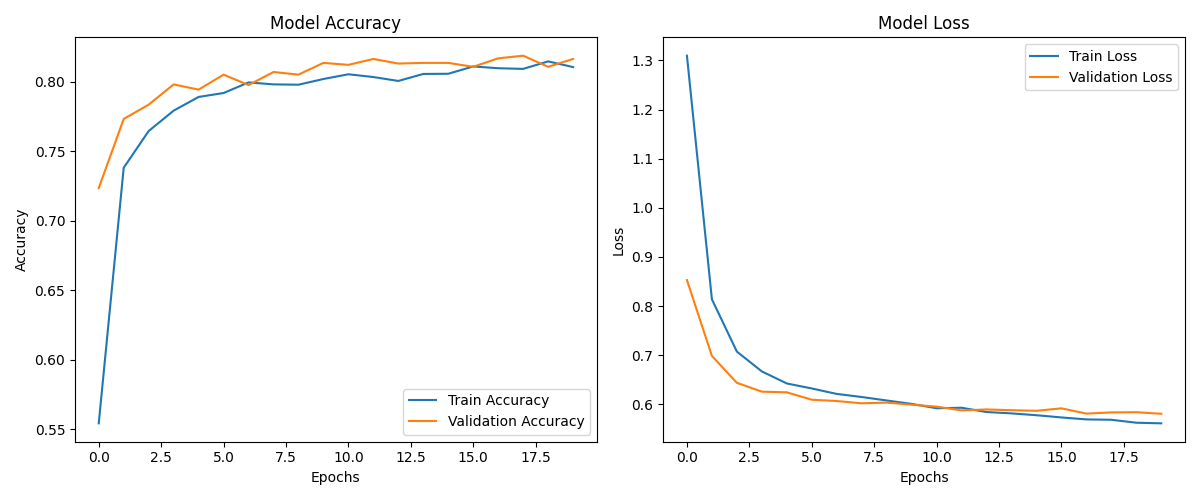 Model Accuracy
Accuracy
0.80
0.75
0.70
0.65
0.60
0.55
Train Accuracy
Validation Accuracy
0.0 2.5 5.0 7.5 10.0 12.5 15.0 17.5
Epochs
Model Loss
Loss
1.3
1.2
1.1
1.0
0.9
0.8
0.7
0.6
Train Loss
Validation Loss
0.0 2.5 5.0 7.5 10.0 12.5 15.0 17.5
Epochs